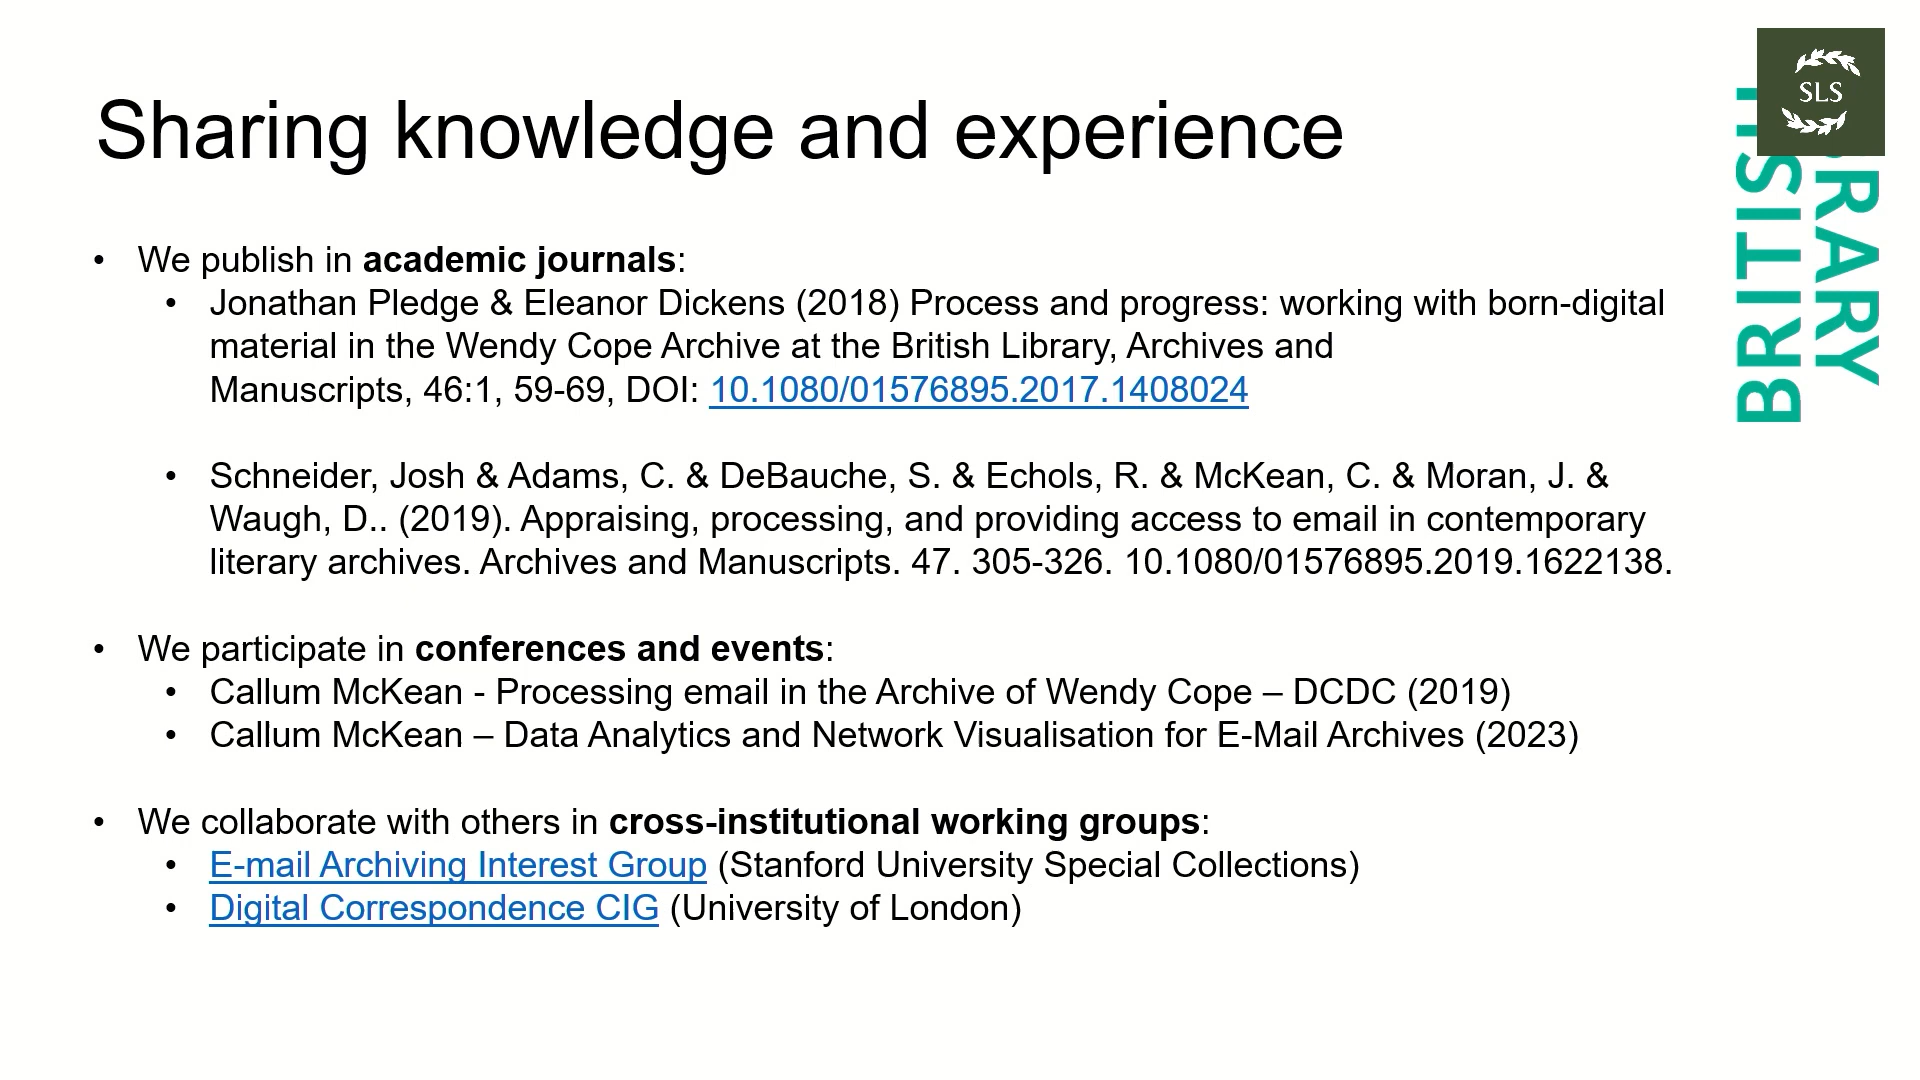 Sharing knowledge and experience
SLS
BRITISH
• We publish in academic journals:
• Jonathan Pledge & Eleanor Dickens (2018) Process and progress: working with born-digital
material in the Wendy Cope Archive at the British Library, Archives and
Manuscripts, 46:1, 59-69, DOI: 10.1080/01576895.2017.1408024
• Schneider, Josh & Adams, C. & DeBauche, S. & Echols, R. & McKean, C. & Moran, J. &
Waugh, D.. (2019). Appraising, processing, and providing access to email in contemporary
literary archives. Archives and Manuscripts. 47. 305-326. 10.1080/01576895.2019.1622138.
• We participate in conferences and events:
• Callum McKean - Processing email in the Archive of Wendy Cope – DCDC (2019)
• Callum McKean – Data Analytics and Network Visualisation for E-Mail Archives (2023)
• We collaborate with others in cross-institutional working groups:
• E-mail Archiving Interest Group (Stanford University Special Collections)
• Digital Correspondence CIG (University of London)